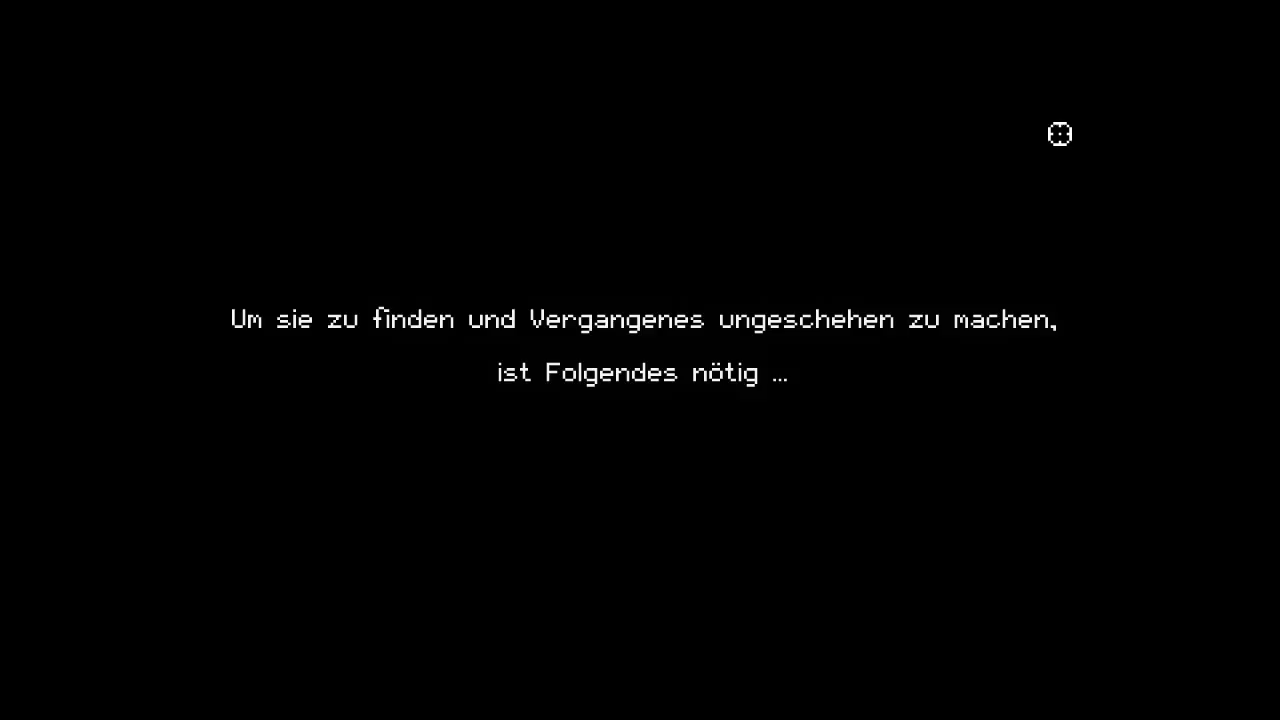 Um sie zu finden und Vergangenes ungeschehen zu machen,
ist Folgendes nötig ...